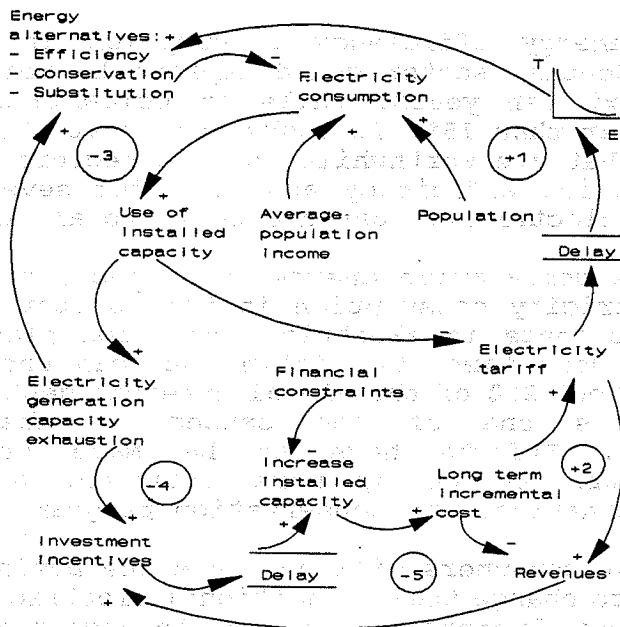 Energy
alternatives:+
- Efficiency
- Conservation
- Substitution
-
Electricity
consumption
T
E
+
-3
+
+
+1
+
Use of
installed
capacity
Average
population
income
Population
Delay
-
Electricity
tariff
+
Financial
constraints
+
Electricity
generation
capacity
exhaustion
-
-4
Increase
installed
capacity
Long term
incremental
cost
+2
+
+
+
Investment
incentives
Delay
-5
-
+
Revenues
+